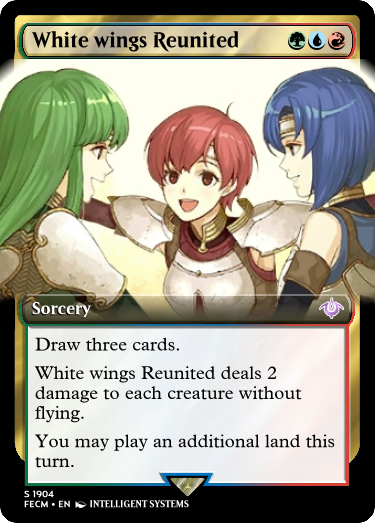 White wings Reunited
Sorcery
Draw three cards.
White wings Reunited deals 2
damage to each creature without
flying.
You may play an additional land this
turn.
S 1904
FECM • EN INTELLIGENT SYSTEMS